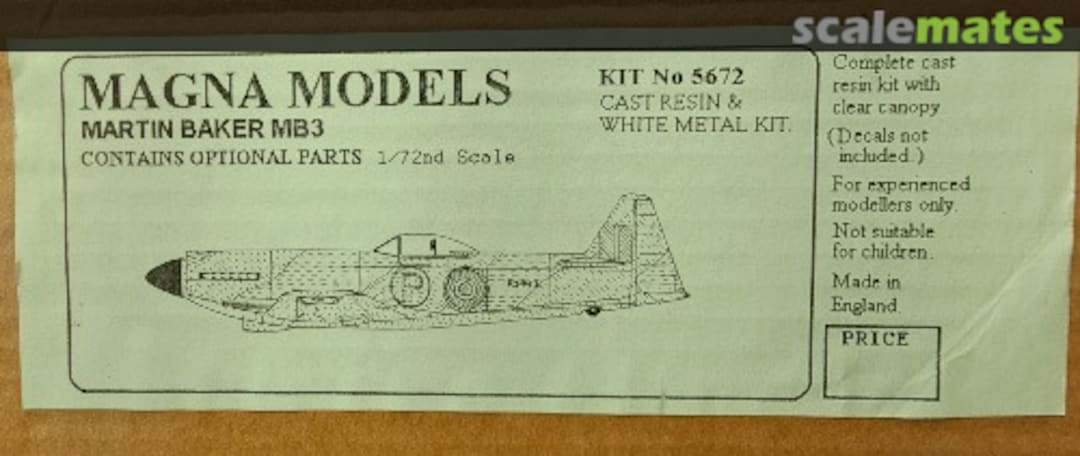 scalemates
MAGNA MODELS
MARTIN BAKER MB3
CONTAINS OPTIONAL PARTS 1/72nd Scale
KIT No 5672
CAST RESIN &
WHITE METAL KIT.
P
Complete cast
resin kit with
clear canopy
(Decals not
included.)
For experienced
modellers only.
Not suitable
for children.
Made in
England
PRICE